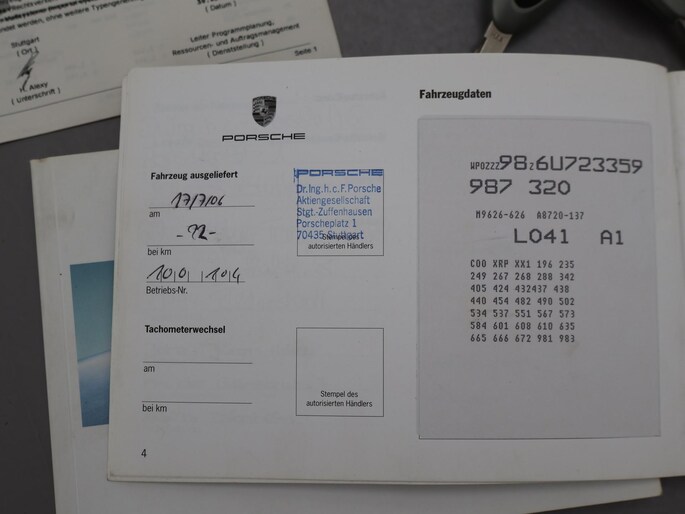 Stuttgart
( Ort )
Leiter Programmplanung,
Ressourcen- und Auftragsmanagement
( Dienststellung )
Seite 1
( Datum )
Alexy
( Unterschrift )
PORSCHE
Fahrzeug ausgeliefert
17/7/06
am
bei km
Betriebs-Nr.
PORSCHE
Dr.Ing.h.c.F.Porsche
Aktiengesellschaft
Stgt.-Zuffenhausen
Porscheplatz 1
70435 Stuttgart
Stempel des
autorisierten Händlers
Tachometerwechsel
am
bei km
Stempel des
autorisierten Händlers
4
Fahrzeugdaten
WP0ZZZ98Z6U723359
987 320
M9626-626 A8720-137
L041 A1
C00 XRP XX1 196 235
249 267 268 288 342
405 424 432437 438
440 454 482 490 502
534 537 551 567 573
584 601 608 610 635
665 666 672 981 983